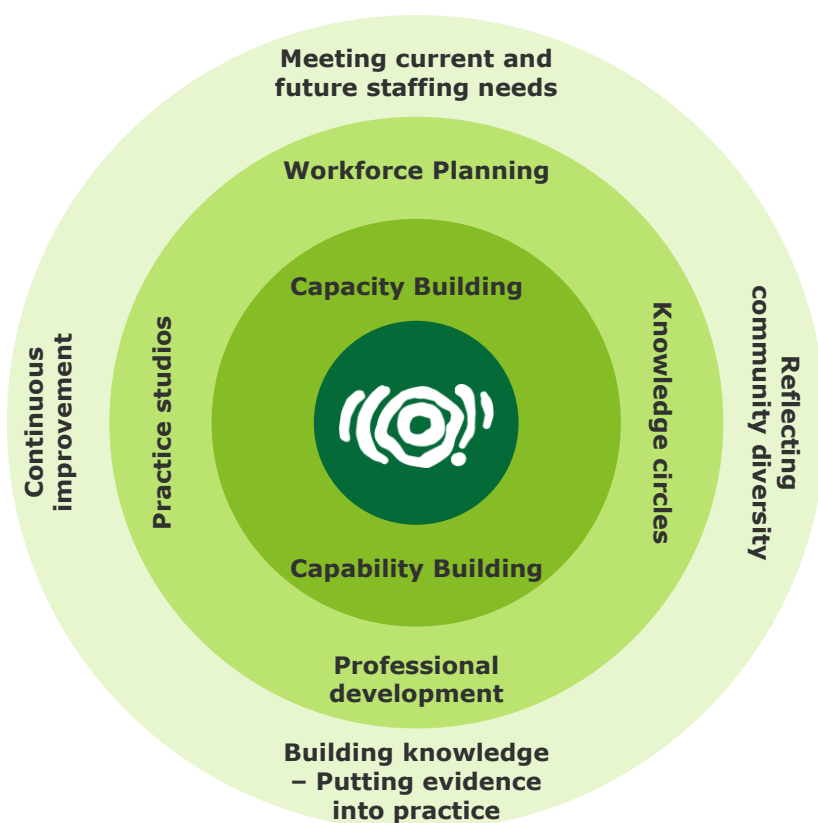 Meeting current and
future staffing needs
Workforce Planning
Capacity Building
Continuous
improvement
Practice studios
Knowledge circles
Reflecting
community diversity
Capability Building
Professional
development
Building knowledge
– Putting evidence
into practice